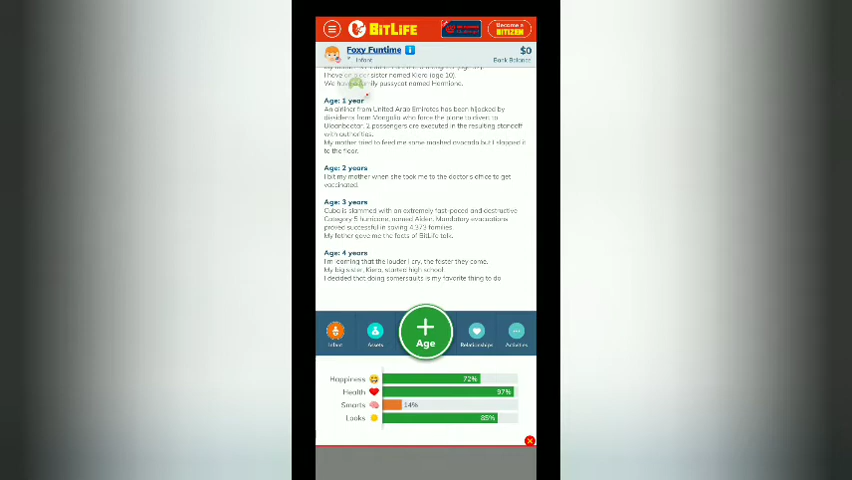 BitLife
Become a
BITIZEN
Foxy Funtime
$0
Infant
Bank Balance
sister named Kiera (age 10).
We have family pussycat named Hermione.
Age: 1 year
An airliner from United Arab Emirates has been hijacked by
dissidents from Mongolia who force the plane to divert to
Ulaanbaatar. 2 passengers are executed in the resulting standoff
with authorities.
My mother tried to feed me some mashed avocado but I slapped it
to the floor.
Age: 2 years
I bit my mother when she took me to the doctor's office to get
vaccinated.
Age: 3 years
Cuba is slammed with an extremely fast-paced and destructive
Category 5 hurricane, named Aiden. Mandatory evacuations
proved successful in saving 4,373 families.
My father gave me the facts of BitLife talk.
Age: 4 years
I'm learning that the louder I cry, the faster they come.
My big sister, Kiera, started high school.
I decided that doing somersaults is my favorite thing to do
Infant
Assets
+
Age
Relationships
Activities
Happiness 72%
Health 97%
Smarts 14%
Looks 85%